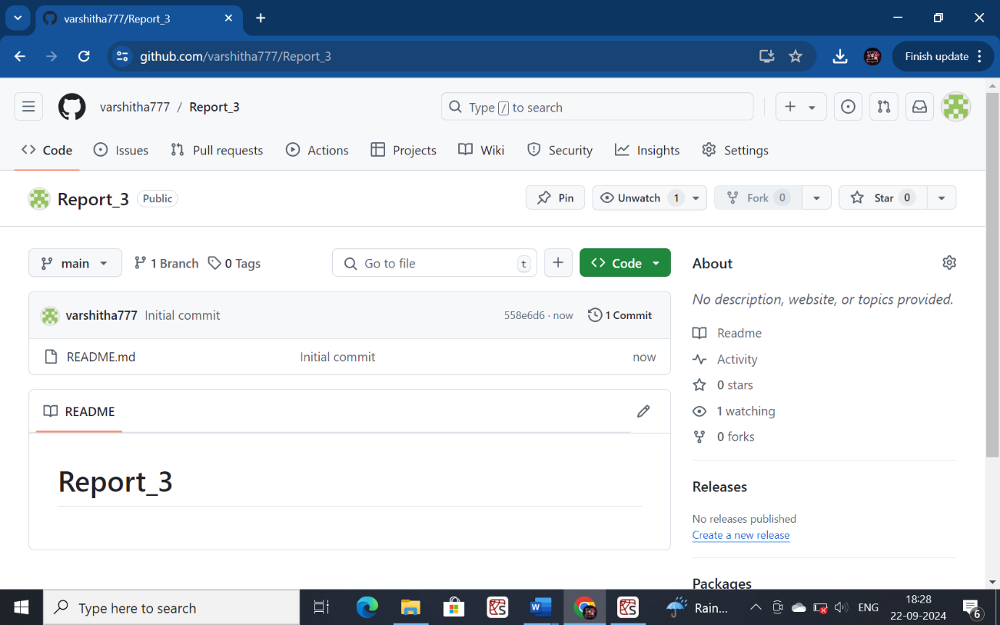 varshitha777/Report_3
github.com/varshitha777/Report_3
Finish update
varshitha777 / Report_3
Type / to search
Code Issues Pull requests Actions Projects Wiki Security Insights Settings
Report_3 Public
Pin Unwatch 1 Fork 0 Star 0
main 1 Branch 0 Tags Go to file t Code
About
No description, website, or topics provided.
varshitha777 Initial commit 558e6d6 · now 1 Commit
README.md Initial commit now
README
Report_3
Readme
Activity
0 stars
1 watching
0 forks
Releases
No releases published
Create a new release
Packages
Type here to search
Rain...
ENG
18:28
22-09-2024
6